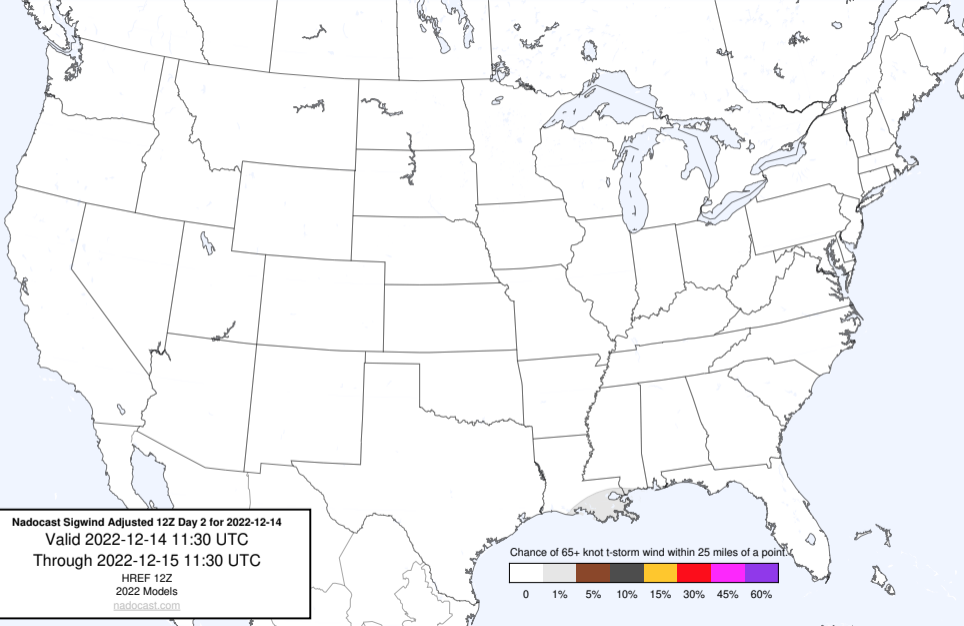 Nadocast Sigwind Adjusted 12Z Day 2 for 2022-12-14
Valid 2022-12-14 11:30 UTC
Through 2022-12-15 11:30 UTC
HREF 12Z
2022 Models
nadocast.com
Chance of 65+ knot t-storm wind within 25 miles of a point.
0 1% 5% 10% 15% 30% 45% 60%